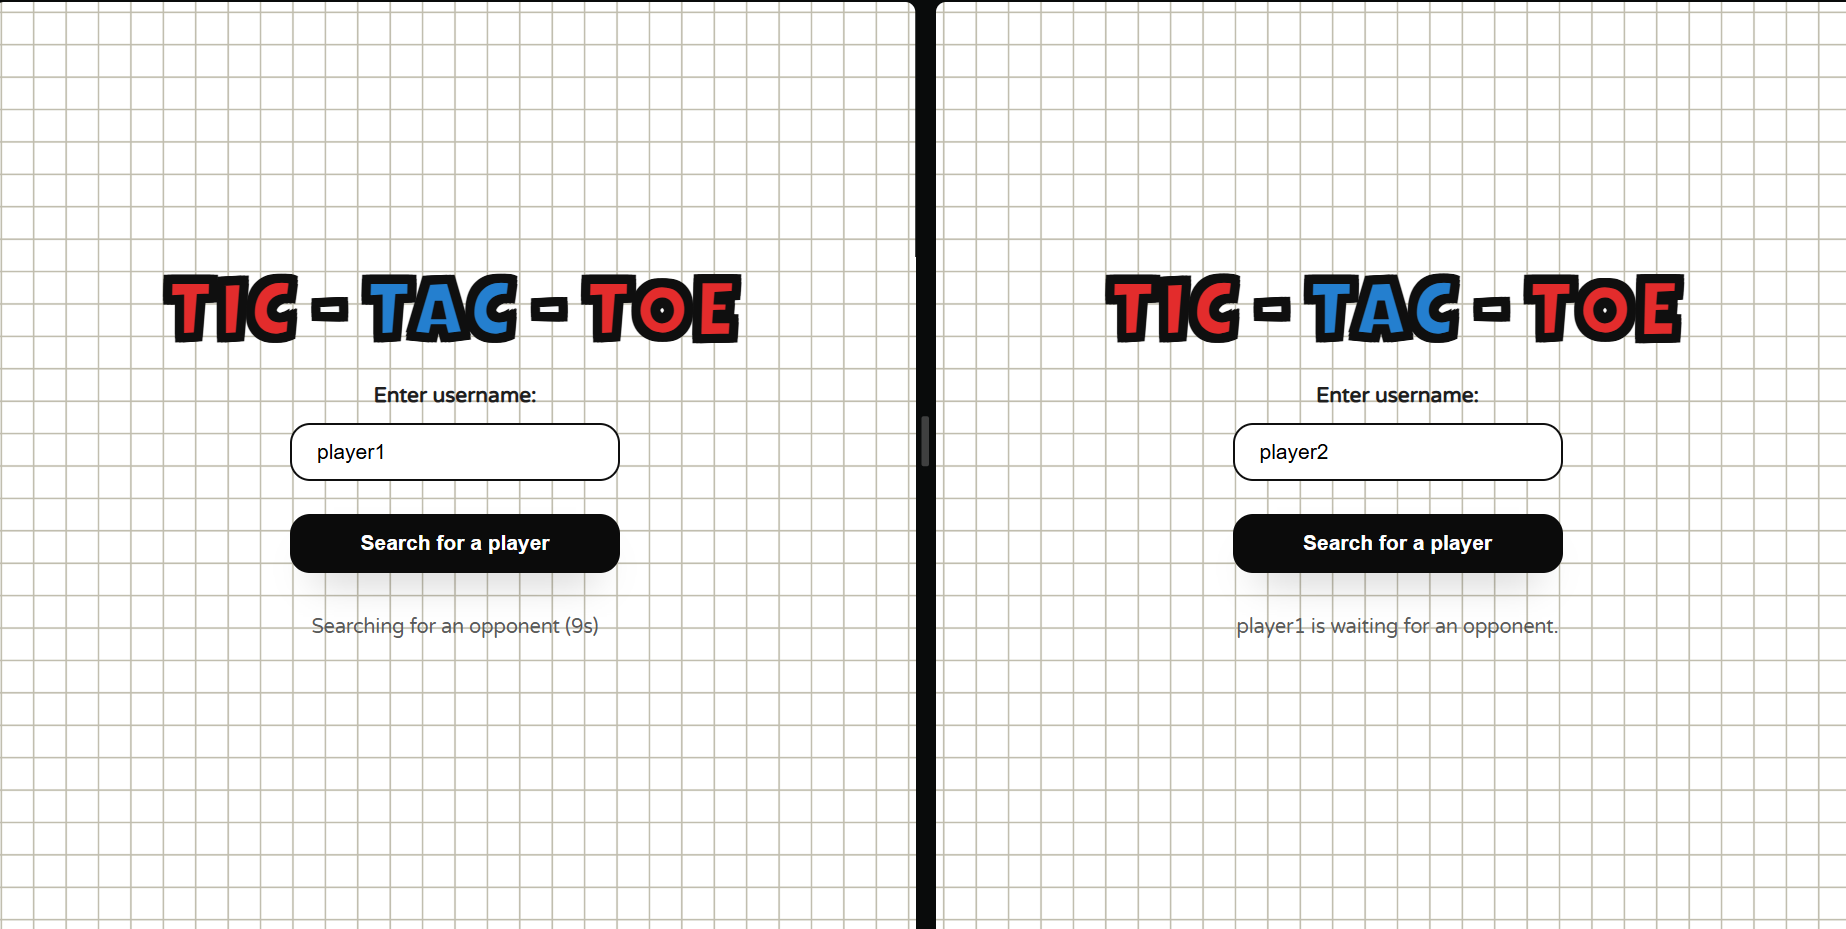 TIC - TAC - TOE
Enter username:
player1
Search for a player
Searching for an opponent (9s)
TIC - TAC - TOE
Enter username:
player2
Search for a player
player1 is waiting for an opponent.